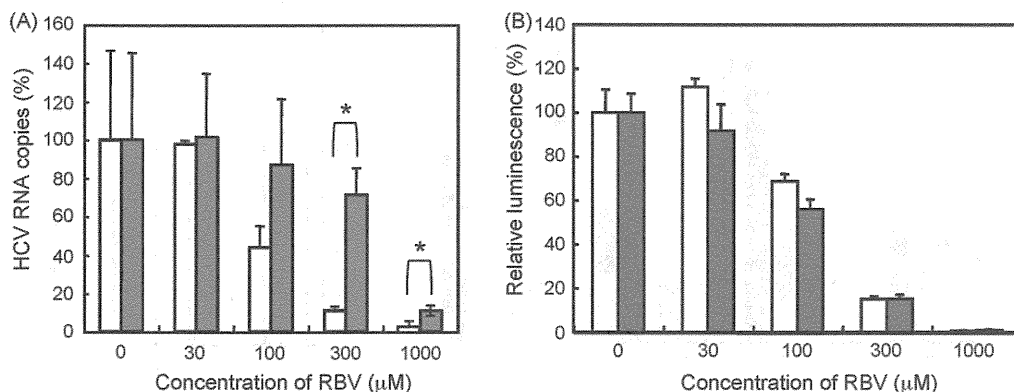 (A)
HCV RNA copies (%)
160
140
120
100
80
60
40
20
0
*
*
0 30 100 300 1000
Concentration of RBV (μM)
(B)
Relative luminescence (%)
140
120
100
80
60
40
20
0
0 30 100 300 1000
Concentration of RBV (μM)